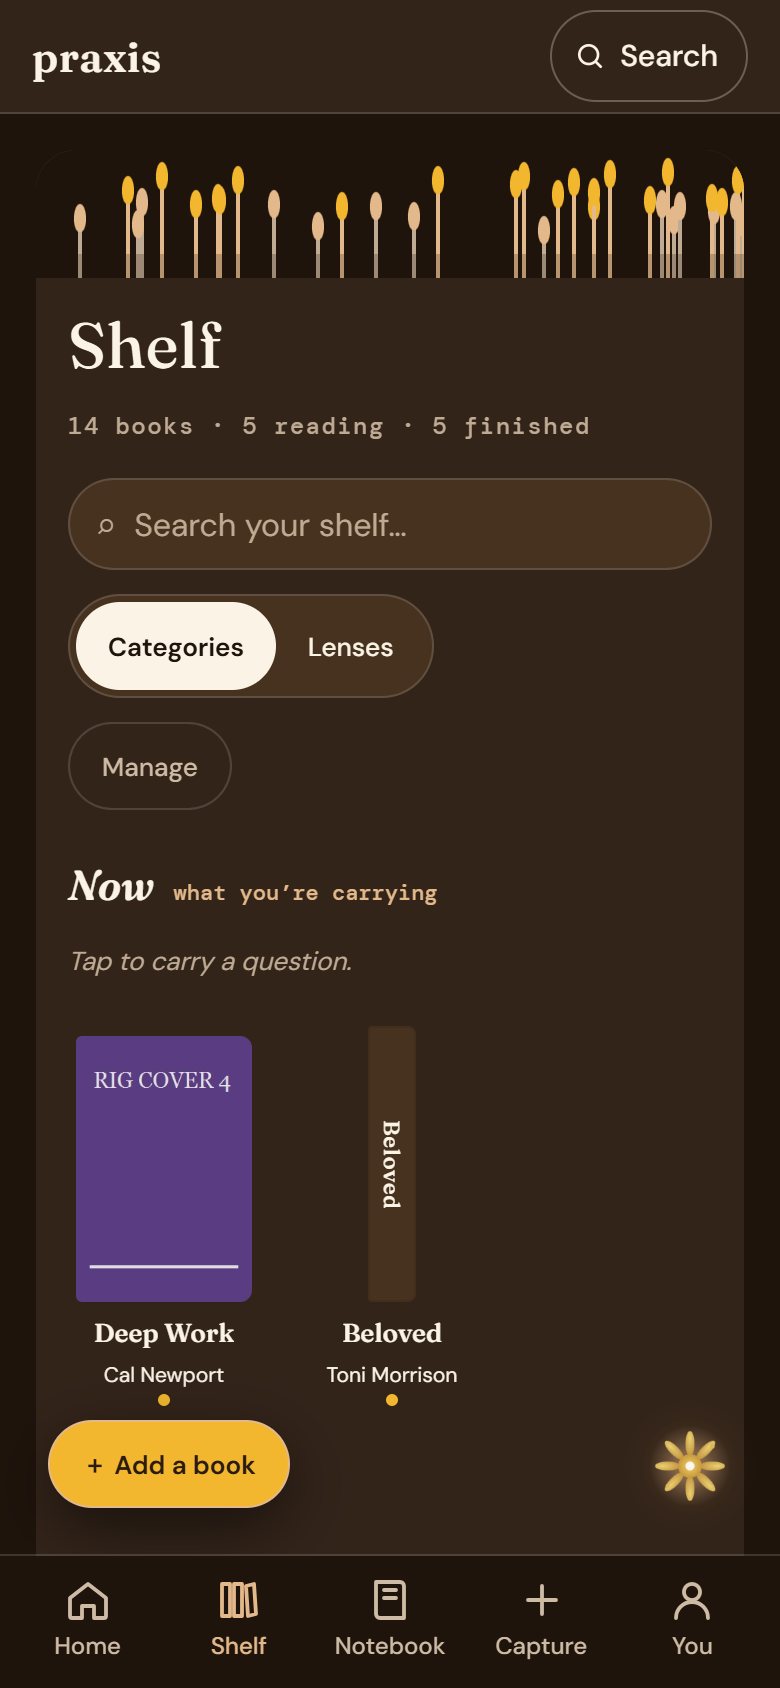 praxis
Search
Shelf
14 books · 5 reading · 5 finished
Search your shelf...
Categories
Lenses
Manage
Now what you’re carrying
Tap to carry a question.
RIG COVER 4
Beloved
Deep Work
Beloved
Cal Newport
Toni Morrison
+ Add a book
Home
Shelf
Notebook
Capture
You